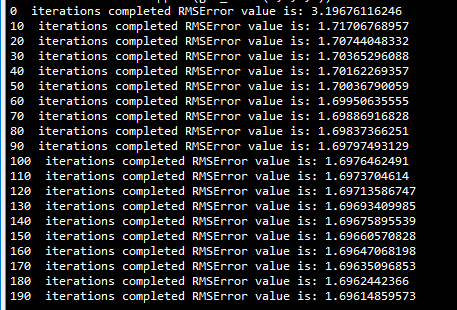 0  iterations completed RMSError value is: 3.19676116246
10  iterations completed RMSError value is: 1.71706768957
20  iterations completed RMSError value is: 1.70744048332
30  iterations completed RMSError value is: 1.70365296088
40  iterations completed RMSError value is: 1.70162269357
50  iterations completed RMSError value is: 1.70036790059
60  iterations completed RMSError value is: 1.69950635555
70  iterations completed RMSError value is: 1.69886916828
80  iterations completed RMSError value is: 1.69837366251
90  iterations completed RMSError value is: 1.69797493129
100  iterations completed RMSError value is: 1.6976462491
110  iterations completed RMSError value is: 1.6973704614
120  iterations completed RMSError value is: 1.69713586747
130  iterations completed RMSError value is: 1.69693409985
140  iterations completed RMSError value is: 1.69675895539
150  iterations completed RMSError value is: 1.69660570828
160  iterations completed RMSError value is: 1.69647068198
170  iterations completed RMSError value is: 1.69635096853
180  iterations completed RMSError value is: 1.6962442366
190  iterations completed RMSError value is: 1.69614859573